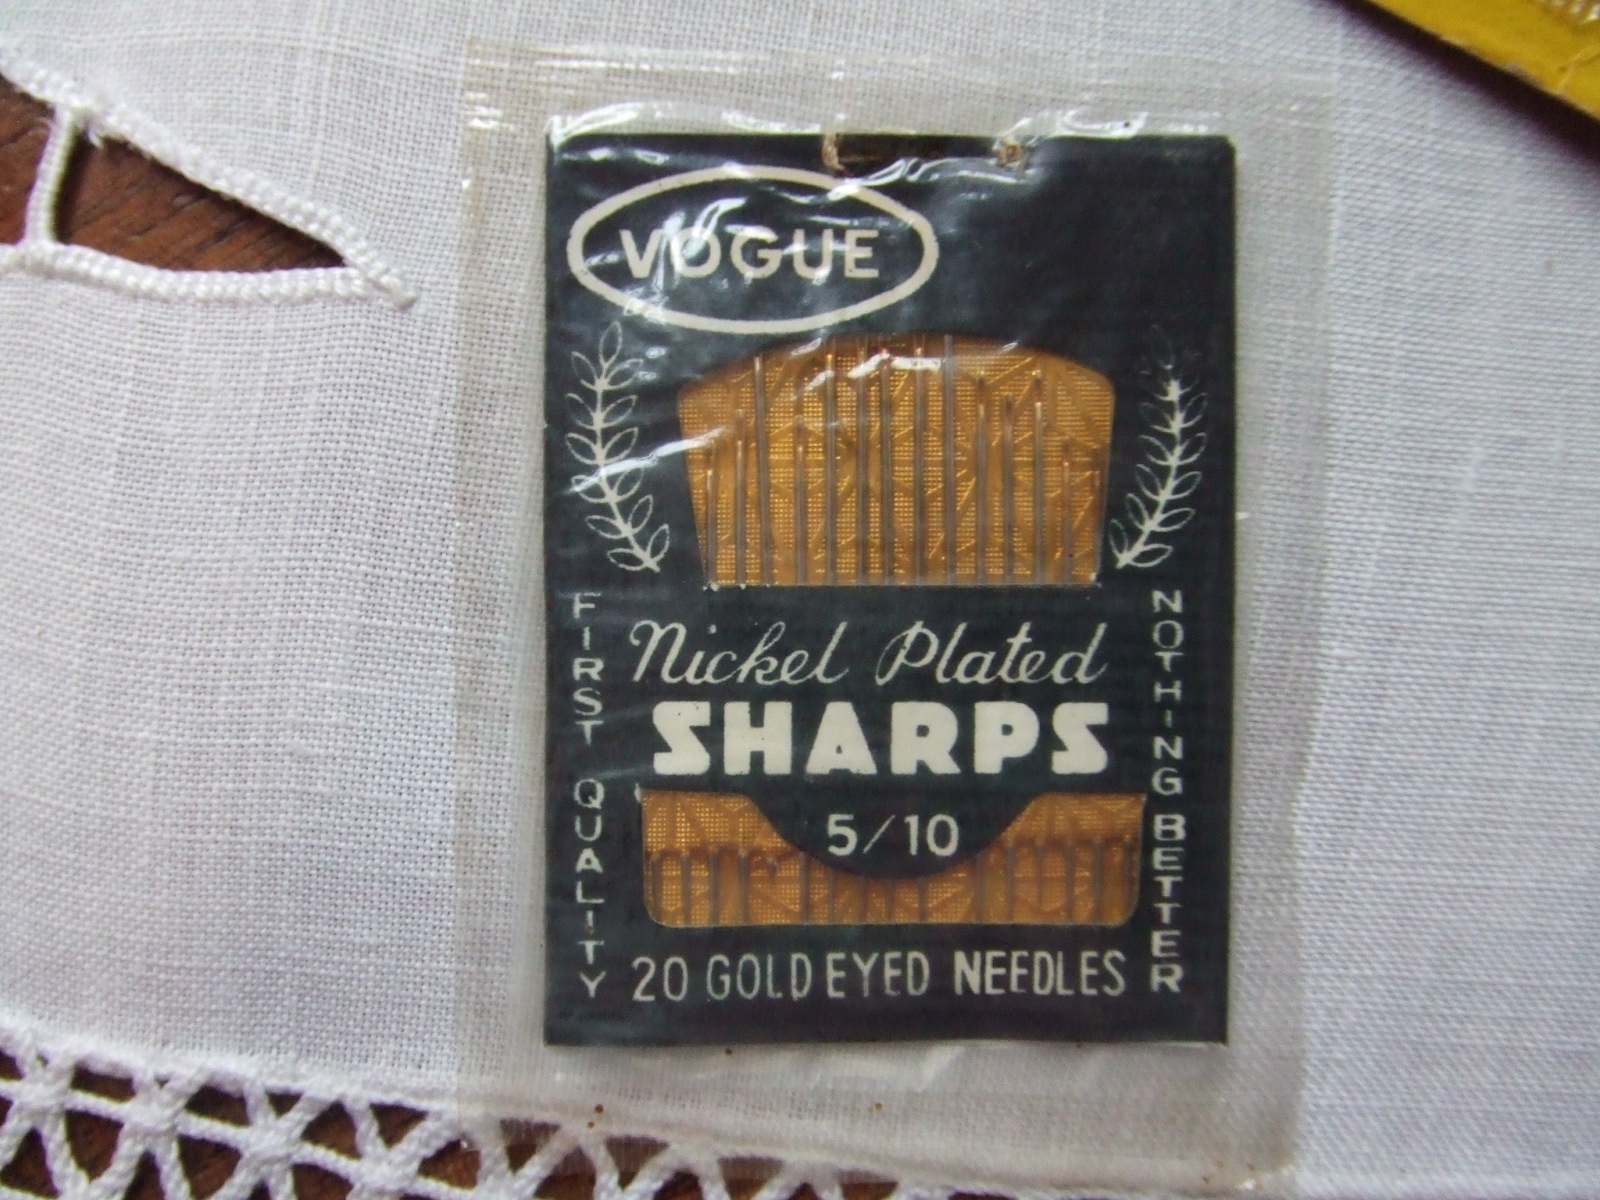 VOGUE
FIRST QUALITY
NOTHING BETTER
Nickel Plated
SHARPS
5/10
20 GOLD EYED NEEDLES